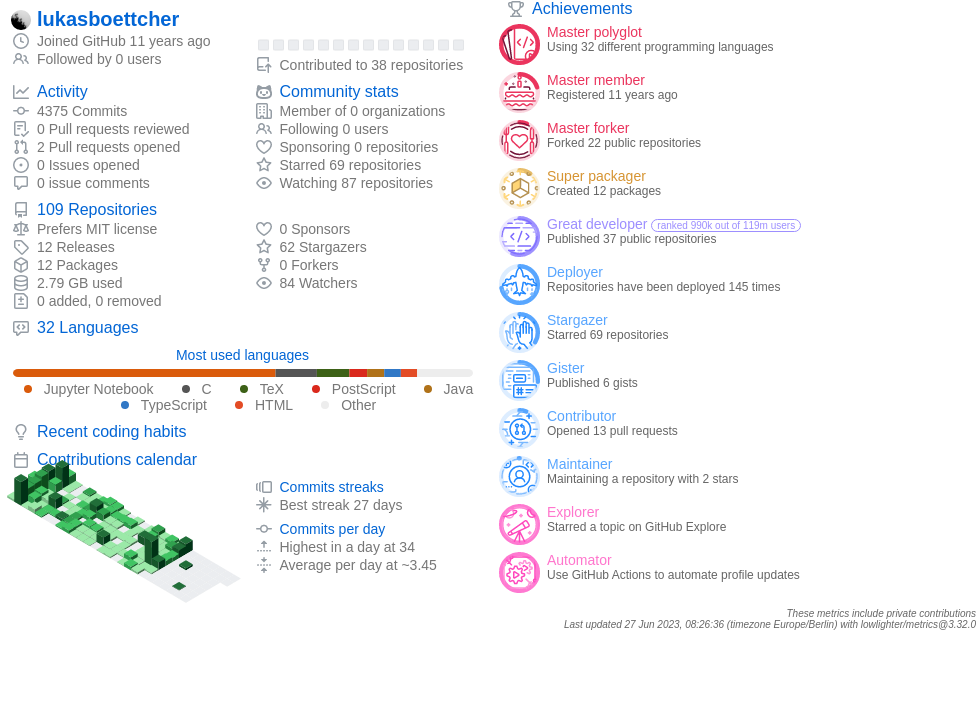 lukasboettcher
Joined GitHub 11 years ago
Followed by 0 users
Contributed to 38 repositories
Activity
4375 Commits
0 Pull requests reviewed
2 Pull requests opened
0 Issues opened
0 issue comments
Community stats
Member of 0 organizations
Following 0 users
Sponsoring 0 repositories
Starred 69 repositories
Watching 87 repositories
109 Repositories
Prefers MIT license
12 Releases
12 Packages
2.79 GB used
0 added, 0 removed
0 Sponsors
62 Stargazers
0 Forkers
84 Watchers
32 Languages
Most used languages
Jupyter Notebook C TeX PostScript Java
TypeScript HTML Other
Recent coding habits
Contributions calendar
Commits streaks
Best streak 27 days
Commits per day
Highest in a day at 34
Average per day at ~3.45
Achievements
Master polyglot
Using 32 different programming languages
Master member
Registered 11 years ago
Master forker
Forked 22 public repositories
Super packager
Created 12 packages
Great developer ranked 990k out of 119m users
Published 37 public repositories
Deployer
Repositories have been deployed 145 times
Stargazer
Starred 69 repositories
Gister
Published 6 gists
Contributor
Opened 13 pull requests
Maintainer
Maintaining a repository with 2 stars
Explorer
Starred a topic on GitHub Explore
Automator
Use GitHub Actions to automate profile updates
These metrics include private contributions
Last updated 27 Jun 2023, 08:26:36 (timezone Europe/Berlin) with lowlighter/metrics@3.32.0